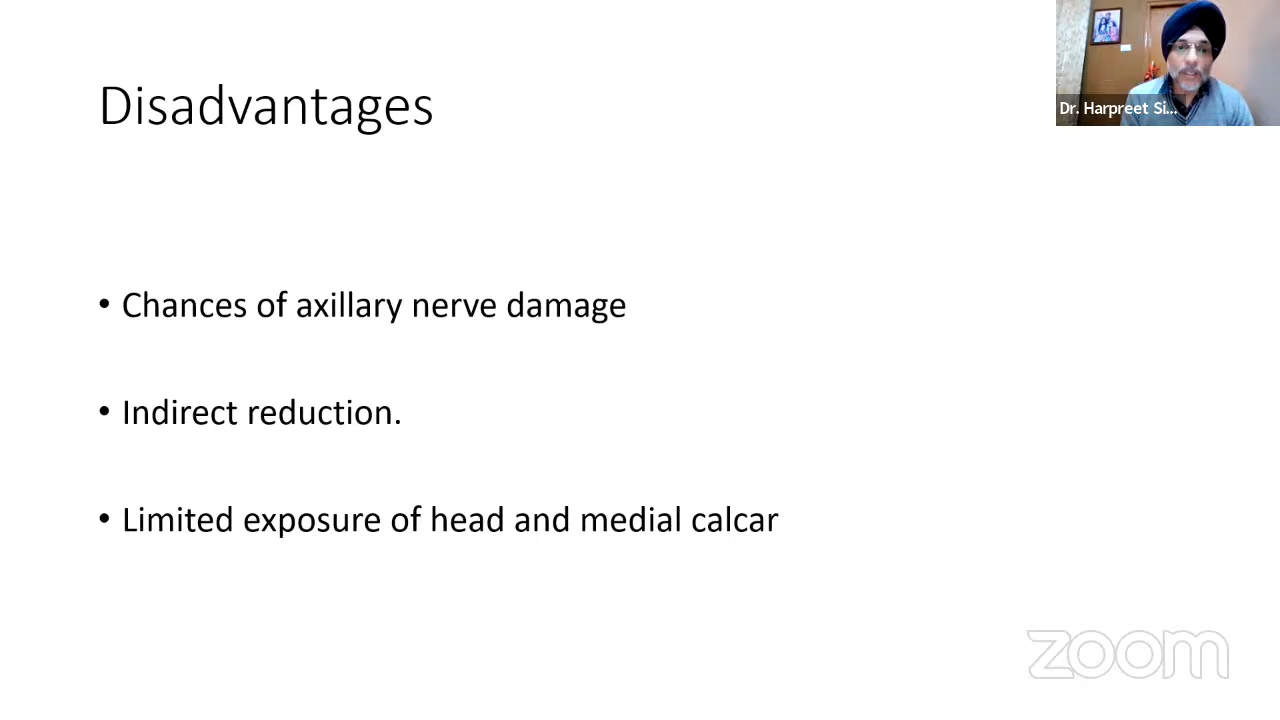 Disadvantages
Dr. Harpreet Si...
• Chances of axillary nerve damage
• Indirect reduction.
• Limited exposure of head and medial calcar
zoom